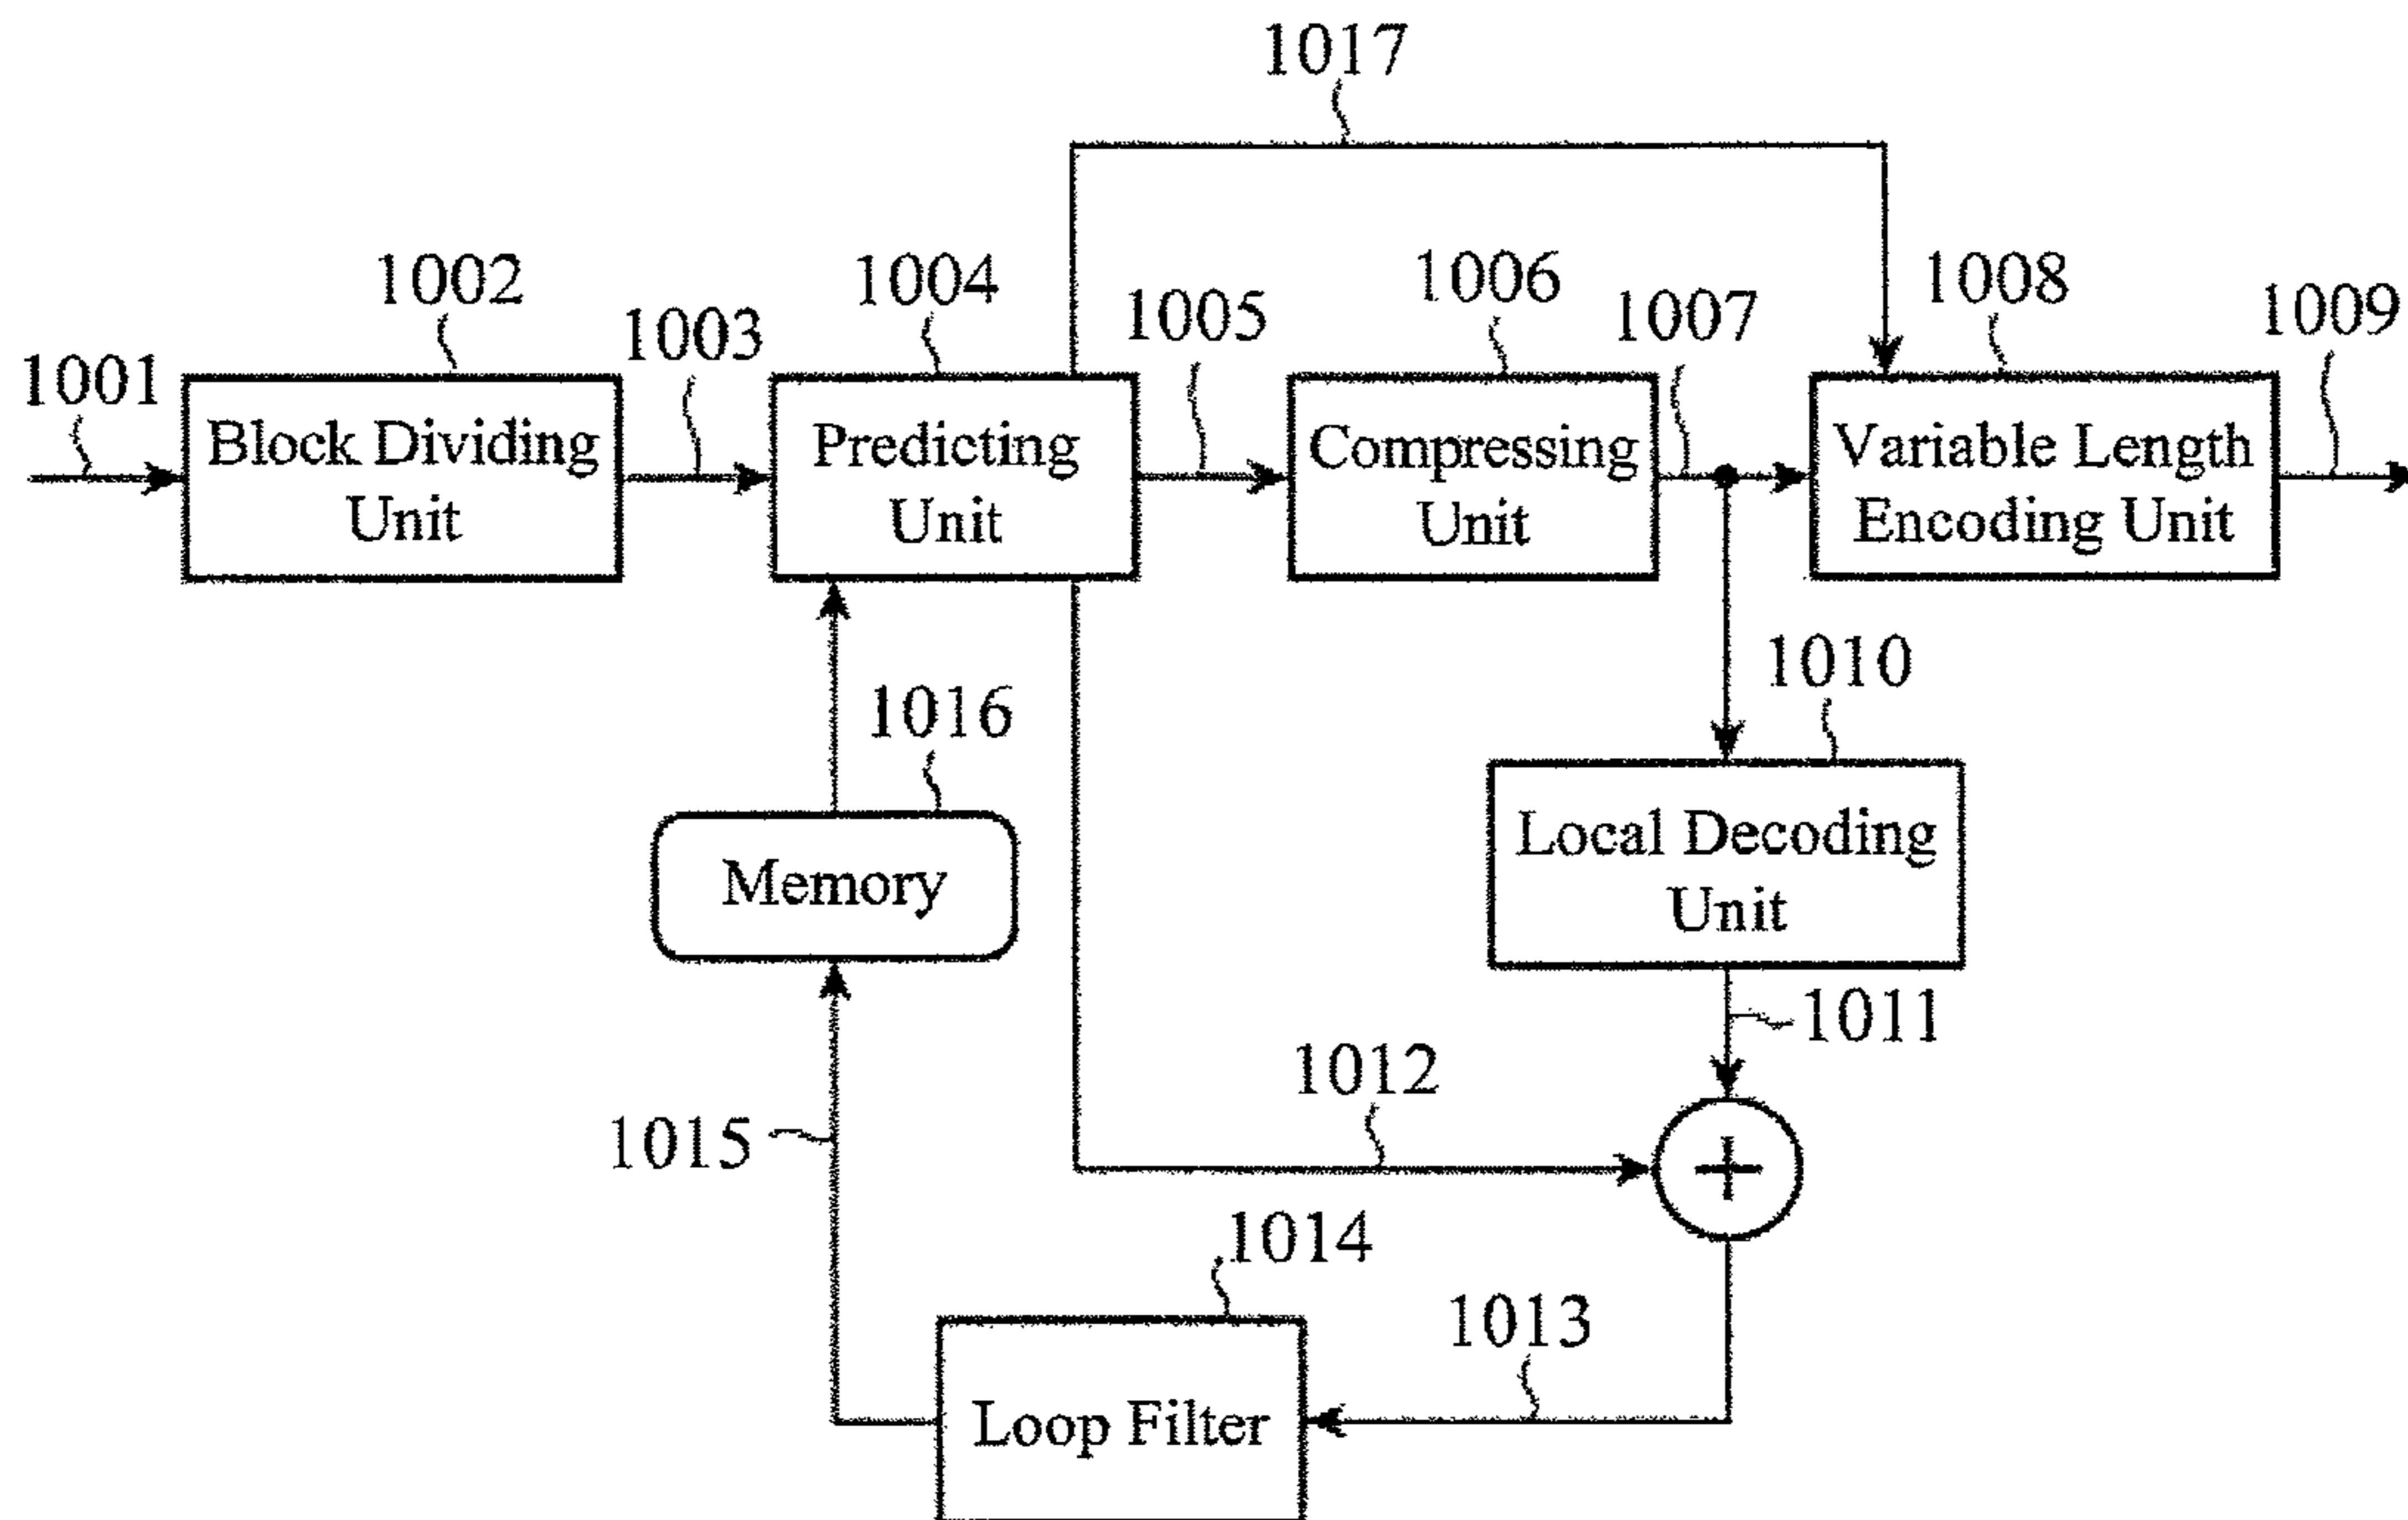 1017
1002
1004
1006
1008
1001
1003
1005
1007
1009
Block Dividing
Unit
Predicting
Unit
Compressing
Unit
Variable Length
Encoding Unit
1016
1010
Memory
Local Decoding
Unit
1011
1012
1015
1014
1013
+
Loop Filter